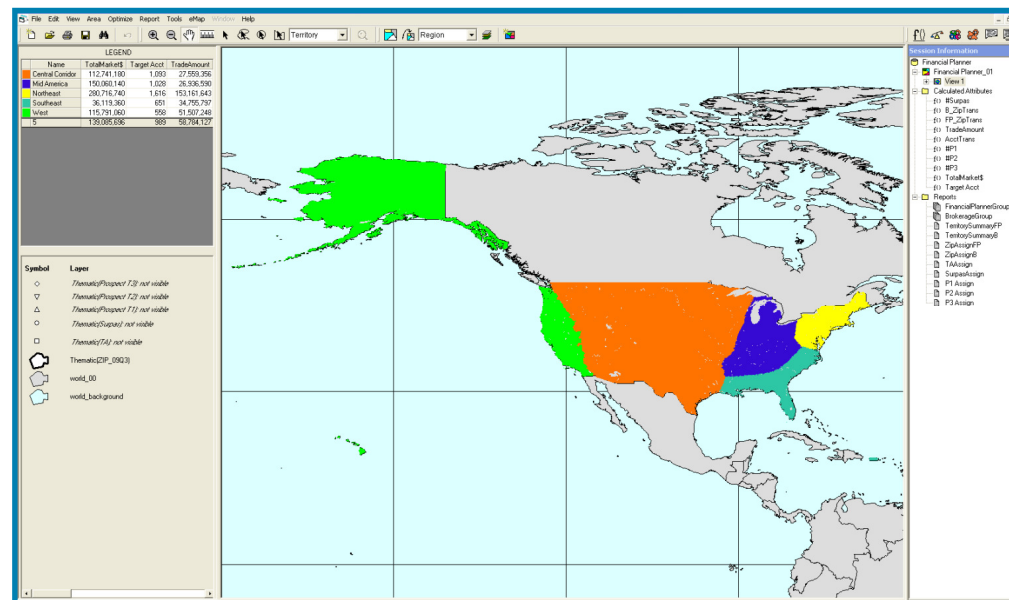 File Edit View Area Optimize Report Tools eMap Window Help
Territory
Region
LEGEND
Name TotalMarket$ Target Acct TradeAmount
Central Corridor 112,741,180 1,093 27,559,356
Mid America 150,060,140 1,028 26,936,590
Northeast 280,716,740 1,616 153,161,643
Southeast 36,119,360 651 34,755,797
West 115,791,060 558 51,507,248
5 139,085,696 989 58,784,127
Symbol Layer
Thematic(Prospect T3): not visible
Thematic(Prospect T2): not visible
Thematic(Prospect T1): not visible
Thematic(Surpas): not visible
Thematic(TA): not visible
Thematic(ZIP_09Q3)
world_00
world_background
Session Information
Financial Planner
Financial Planner_01
View 1
Calculated Attributes
f() #Surpas
f() B_ZipTrans
f() FP_ZipTrans
f() TradeAmount
f() AcctTrans
f() #P1
f() #P2
f() #P3
f() TotalMarket$
f() Target Acct
Reports
FinancialPlannerGroup
BrokerageGroup
TerritorySummaryFP
TerritorySummaryB
ZipAssignFP
ZipAssignB
TAAssign
SurpasAssign
P1 Assign
P2 Assign
P3 Assign